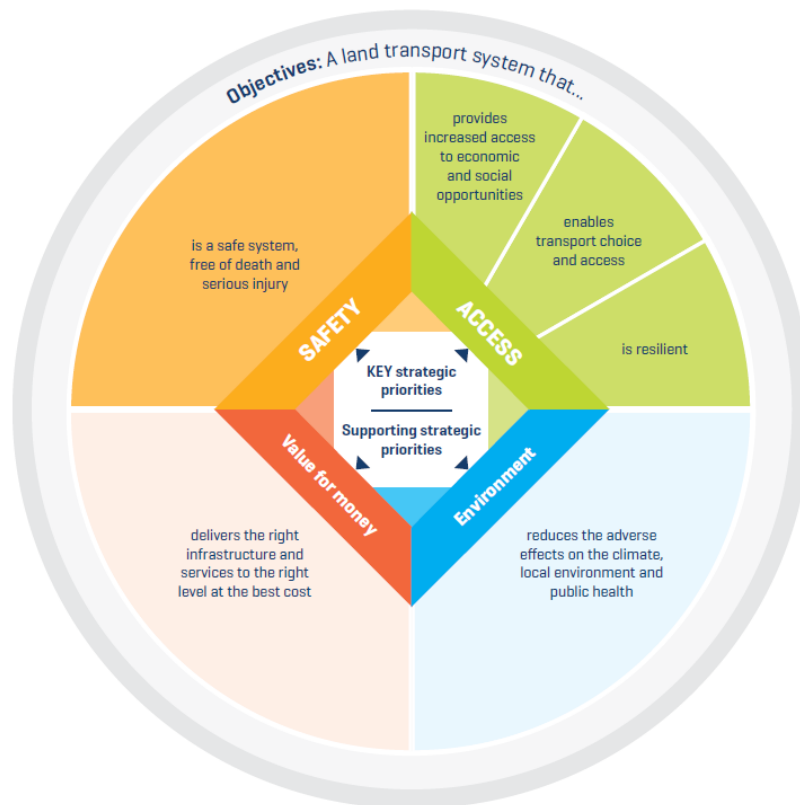 Objectives: A land transport system that...
provides
increased access
to economic
and social
opportunities
enables
transport choice
and access
is resilient
is a safe system,
free of death and
serious injury
SAFETY
ACCESS
KEY strategic
priorities
Supporting strategic
priorities
Value for money
Environment
delivers the right
infrastructure and
services to the right
level at the best cost
reduces the adverse
effects on the climate,
local environment and
public health